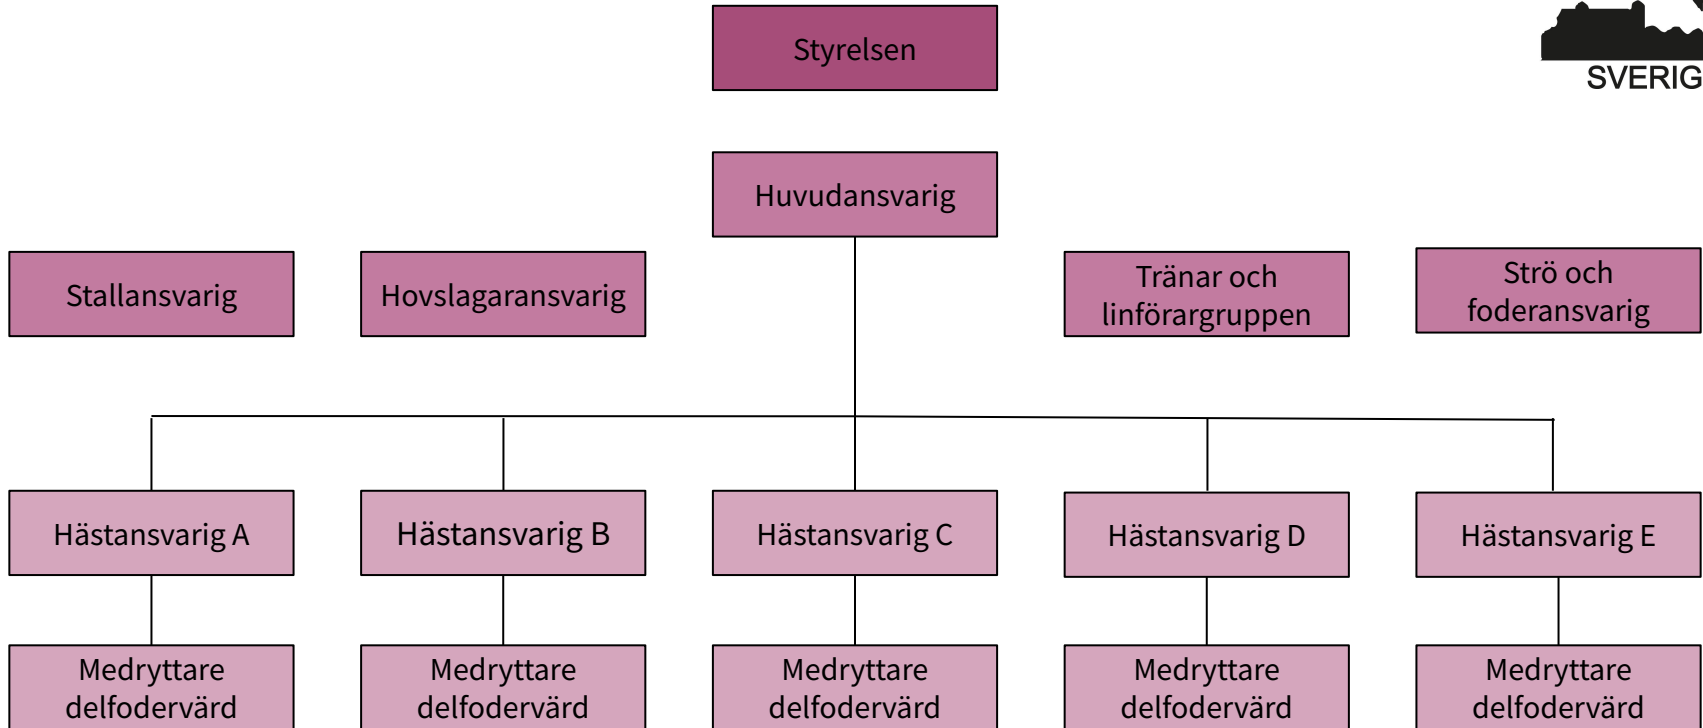 Styrelsen
SVERIG
Huvudansvarig
Stallansvarig
Hovslagaransvarig
Tränar och
linförargruppen
Strö och
foderansvarig
Hästansvarig A
Hästansvarig B
Hästansvarig C
Hästansvarig D
Hästansvarig E
Medryttare
delfodervärd
Medryttare
delfodervärd
Medryttare
delfodervärd
Medryttare
delfodervärd
Medryttare
delfodervärd